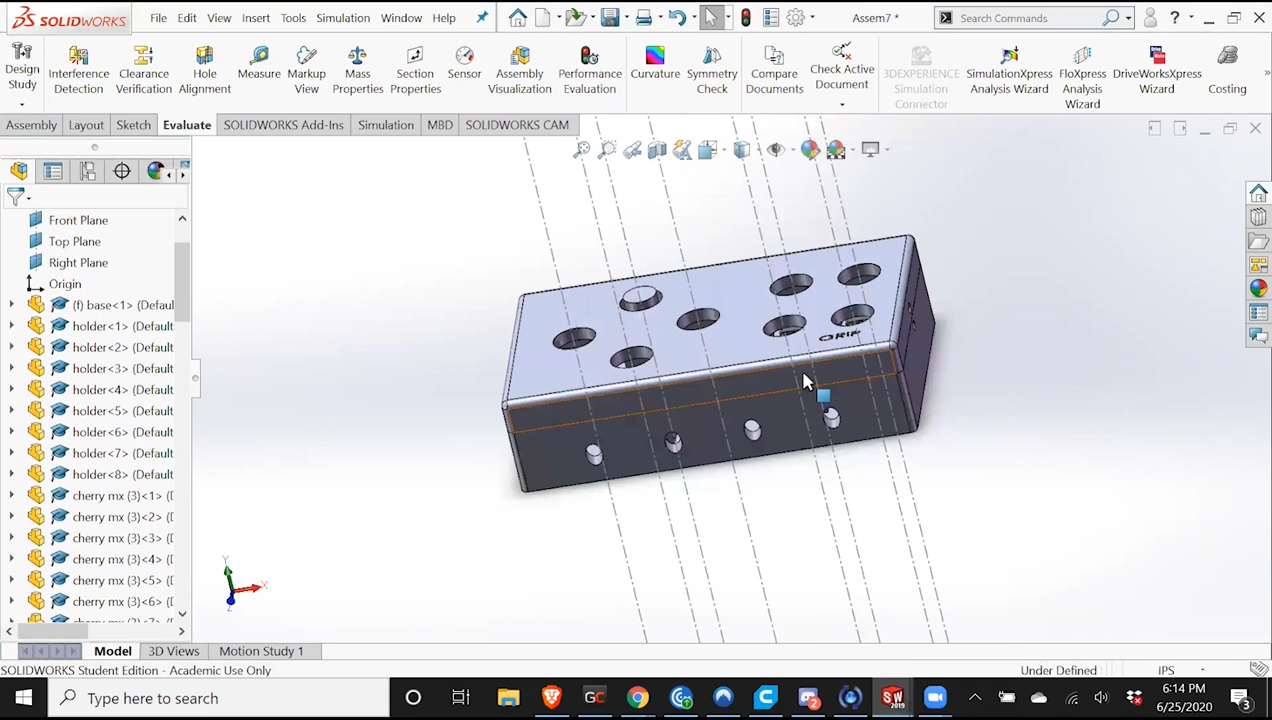 SOLIDWORKS File Edit View Insert Tools Simulation Window Help Assem7 * Search Commands ?
Design Study Interference Detection Clearance Verification Hole Alignment Measure Markup View Mass Properties Section Properties Sensor Assembly Visualization Performance Evaluation Curvature Symmetry Check Compare Documents Check Active Document 3DEXPERIENCE Simulation Connector SimulationXpress Analysis Wizard FloXpress Analysis Wizard DriveWorksXpress Wizard Costing
Assembly Layout Sketch Evaluate SOLIDWORKS Add-Ins Simulation MBD SOLIDWORKS CAM
Front Plane
Top Plane
Right Plane
Origin
(f) base<1> (Defau
holder<1> (Default
holder<2> (Default
holder<3> (Default
holder<4> (Default
holder<5> (Default
holder<6> (Default
holder<7> (Default
holder<8> (Default
cherry mx (3)<1> (D
cherry mx (3)<2> (D
cherry mx (3)<3> (D
cherry mx (3)<4> (D
cherry mx (3)<5> (D
cherry mx (3)<6> (D
Y
X
Z
Model 3D Views Motion Study 1
SOLIDWORKS Student Edition - Academic Use Only Under Defined IPS
Type here to search GC 2 SW 2019 6:14 PM
6/25/2020 3